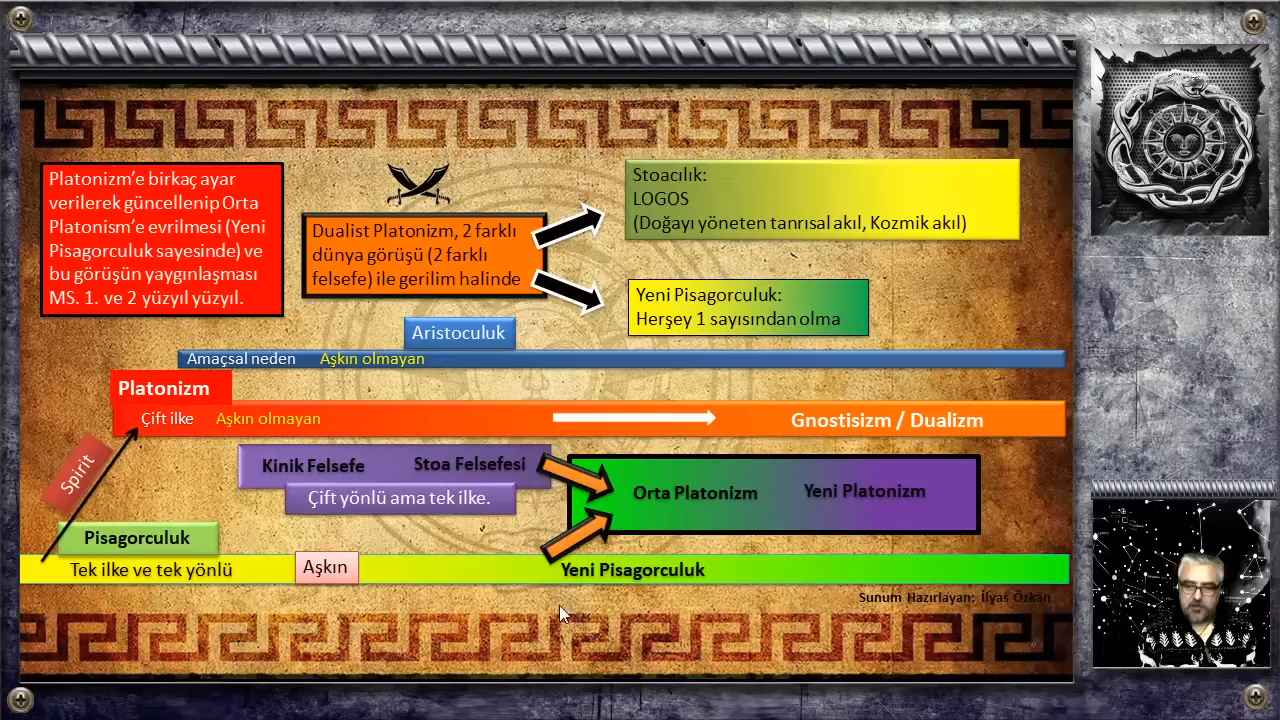 Platonizm'e birkaç ayar
verilerek güncellenip Orta
Platonism'e evrilmesi (Yeni
Pisagorculuk sayesinde) ve
bu görüşün yaygınlaşması
MS. 1. ve 2 yüzyıl yüzyıl.
Dualist Platonizm, 2 farklı
dünya görüşü (2 farklı
felsefe) ile gerilim halinde
Stoacılık:
LOGOS
(Doğayı yöneten tanrısal akıl, Kozmik akıl)
Yeni Pisagorculuk:
Herşey 1 sayısından olma
Aristoculuk
Amaçsal neden Aşkın olmayan
Platonizm
Çift ilke Aşkın olmayan
Gnostisizm / Dualizm
Spirit
Kinik Felsefe Stoa Felsefesi
Çift yönlü ama tek ilke.
Orta Platonizm Yeni Platonizm
Pisagorculuk
Tek ilke ve tek yönlü
Aşkın
Yeni Pisagorculuk
Sunum Hazırlayan: İlyas Özkan